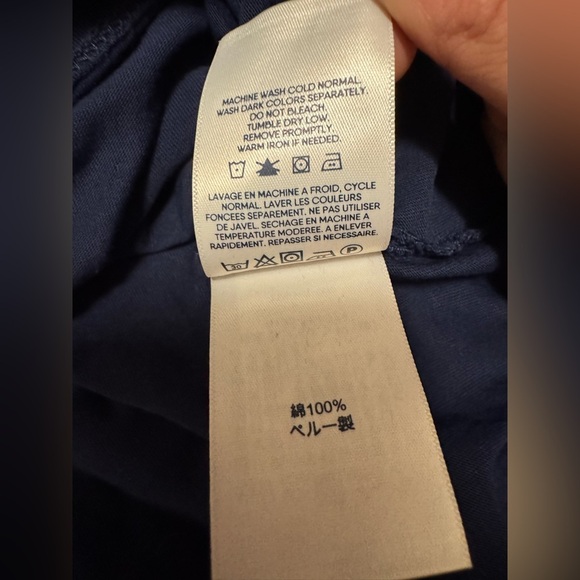 MACHINE WASH COLD NORMAL.
WASH DARK COLORS SEPARATELY.
DO NOT BLEACH.
TUMBLE DRY LOW,
REMOVE PROMPTLY.
WARM IRON IF NEEDED.
LAVAGE EN MACHINE A FROID, CYCLE
NORMAL. LAVER LES COULEURS
FONCEES SEPAREMENT. NE PAS UTILISER
DE JAVEL. SECHAGE EN MACHINE A
TEMPERATURE MODEREE. A ENLEVER
RAPIDEMENT. REPASSER SI NECESSAIRE.
30 P
綿100%
ペルー製